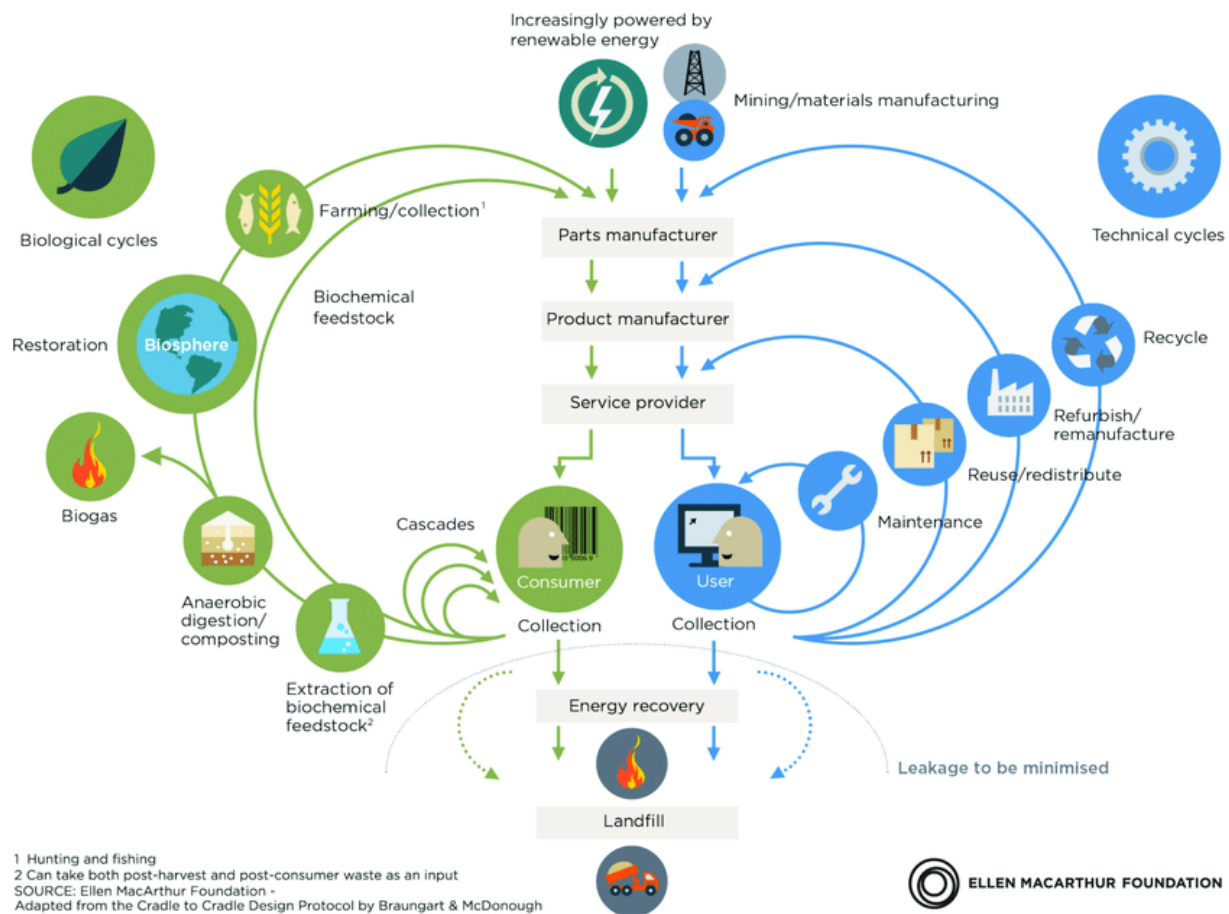 Increasingly powered by
renewable energy
Mining/materials manufacturing
Biological cycles
Farming/collection¹
Parts manufacturer
Technical cycles
Biochemical
feedstock
Product manufacturer
Restoration
Biosphere
Recycle
Service provider
Refurbish/
remanufacture
Reuse/redistribute
Biogas
Cascades
Maintenance
Consumer
User
Anaerobic
digestion/
composting
Collection
Collection
Extraction of
biochemical
feedstock²
Energy recovery
Leakage to be minimised
Landfill
1 Hunting and fishing
2 Can take both post-harvest and post-consumer waste as an input
SOURCE: Ellen MacArthur Foundation -
Adapted from the Cradle to Cradle Design Protocol by Braungart & McDonough
ELLEN MACARTHUR FOUNDATION